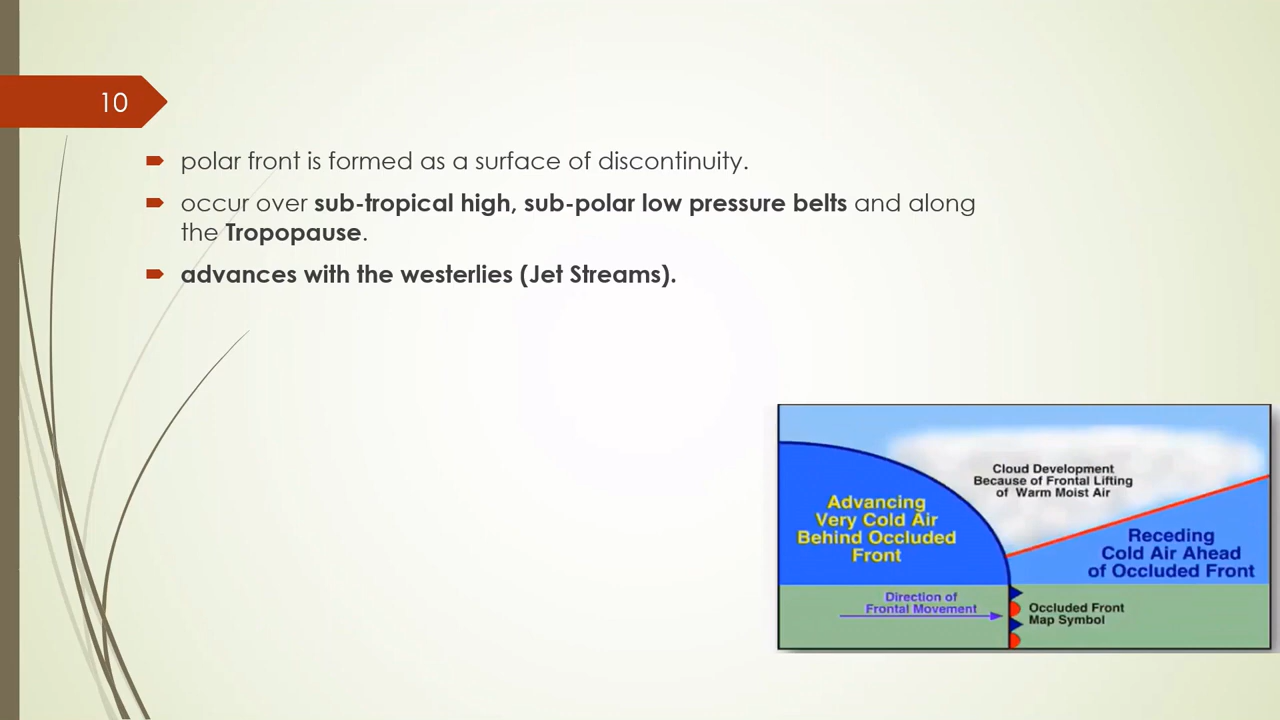 10
polar front is formed as a surface of discontinuity.
occur over sub-tropical high, sub-polar low pressure belts and along
the Tropopause.
advances with the westerlies (Jet Streams).
Cloud Development
Because of Frontal Lifting
of Warm Moist Air
Advancing
Very Cold Air
Behind Occluded
Front
Receding
Cold Air Ahead
of Occluded Front
Direction of
Frontal Movement
Occluded Front
Map Symbol